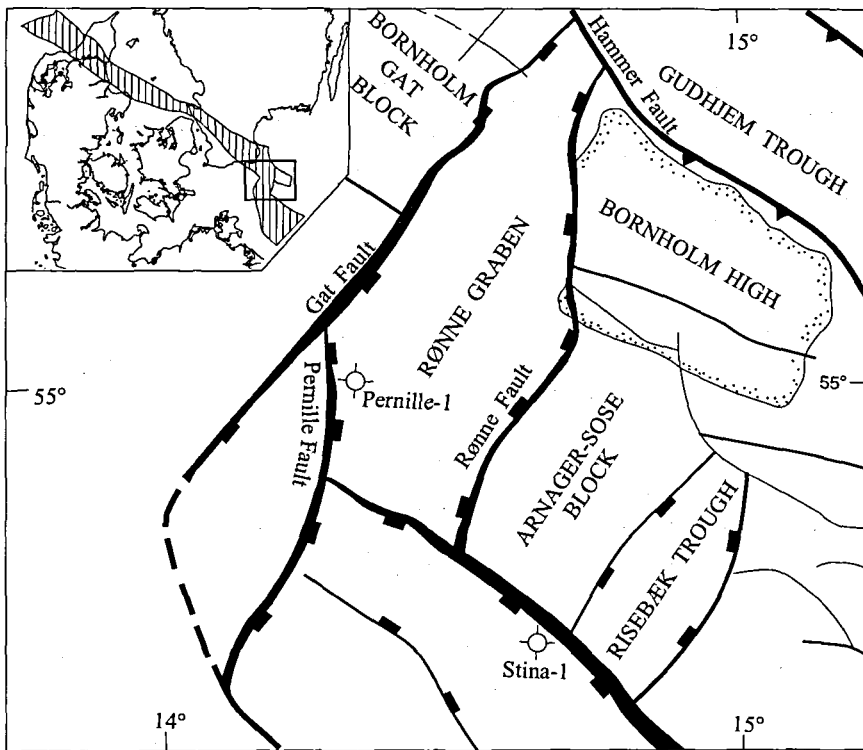 15°
BORNHOLM
GAT
BLOCK
Hammer Fault
GUDHIEM TROUGH
BORNHOLM HIGH
Gat Fault
RØNNE GRABEN
55°
Pernille Fault
Pernille-1
Rønne Fault
55°
ARNAGER-SOSE
BLOCK
RISEBÆK TROUGH
Stina-1
14°
15°